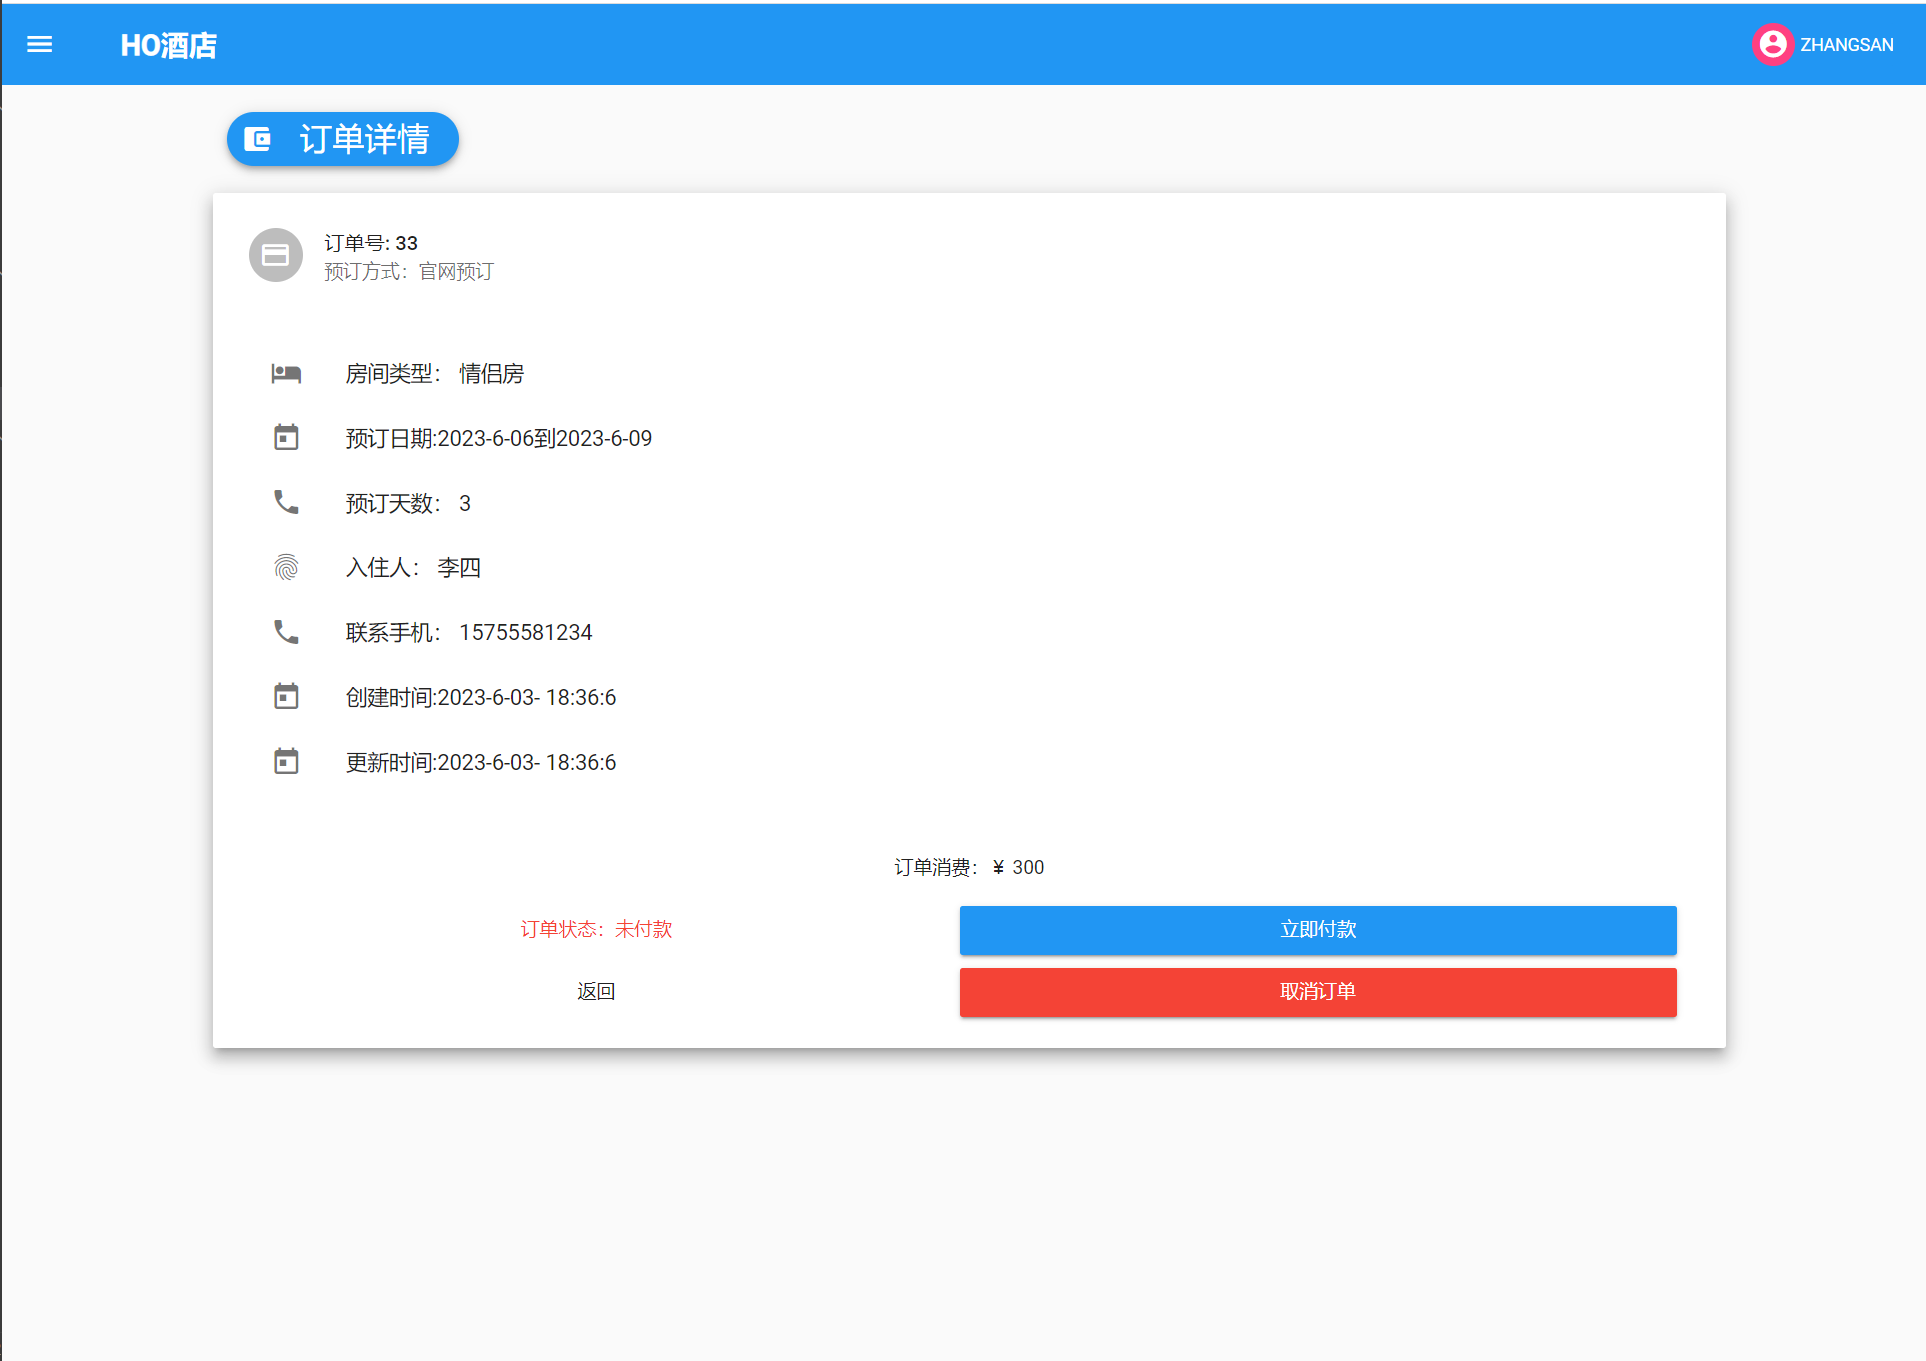 HO酒店
ZHANGSAN
订单详情
订单号: 33
预订方式：官网预订
房间类型： 情侣房
预订日期:2023-6-06到2023-6-09
预订天数： 3
入住人： 李四
联系手机： 15755581234
创建时间:2023-6-03- 18:36:6
更新时间:2023-6-03- 18:36:6
订单消费：￥ 300
订单状态：未付款
立即付款
返回
取消订单